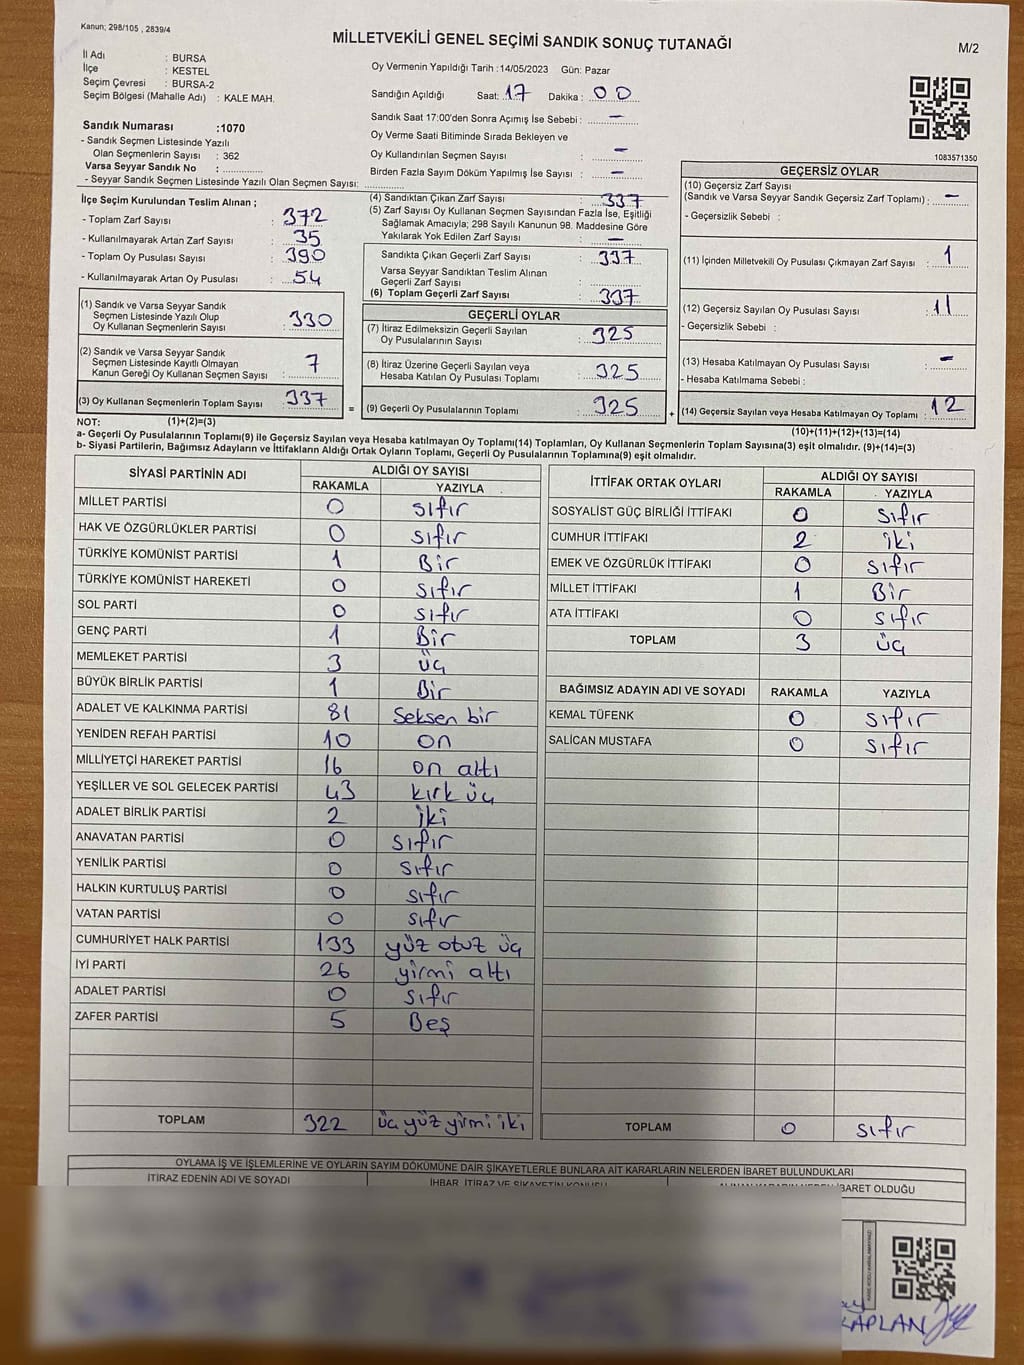 Kanun; 298/105 , 2839/4
MİLLETVEKİLİ GENEL SEÇİMİ SANDIK SONUÇ TUTANAĞI
M/2
İl Adı : BURSA
İlçe : KESTEL
Seçim Çevresi : BURSA-2
Seçim Bölgesi (Mahalle Adı) : KALE MAH.
Oy Vermenin Yapıldığı Tarih :14/05/2023 Gün: Pazar
Sandığın Açıldığı Saat: 17 Dakika : 00
Sandık Saat 17:00'den Sonra Açımış İse Sebebi : -
Oy Verme Saati Bitiminde Sırada Bekleyen ve
Oy Kullandırılan Seçmen Sayısı : -
Birden Fazla Sayım Döküm Yapılmış İse Sayısı : -
1083571350
Sandık Numarası :1070
- Sandık Seçmen Listesinde Yazılı
Olan Seçmenlerin Sayısı : 362
Varsa Seyyar Sandık No :
- Seyyar Sandık Seçmen Listesinde Yazılı Olan Seçmen Sayısı:
İlçe Seçim Kurulundan Teslim Alınan ;
- Toplam Zarf Sayısı : 372
- Kullanılmayarak Artan Zarf Sayısı : 35
- Toplam Oy Pusulası Sayısı : 390
- Kullanılmayarak Artan Oy Pusulası : 54
(1) Sandık ve Varsa Seyyar Sandık
Seçmen Listesinde Yazılı Olup
Oy Kullanan Seçmenlerin Sayısı : 330
(2) Sandık ve Varsa Seyyar Sandık
Seçmen Listesinde Kayıtlı Olmayan
Kanun Gereği Oy Kullanan Seçmen Sayısı : 7
(3) Oy Kullanan Seçmenlerin Toplam Sayısı : 337
(1)+(2)=(3)
(4) Sandıktan Çıkan Zarf Sayısı : 337
(5) Zarf Sayısı Oy Kullanan Seçmen Sayısından Fazla İse, Eşitliği
Sağlamak Amacıyla; 298 Sayılı Kanunun 98. Maddesine Göre
Yakılarak Yok Edilen Zarf Sayısı : -
Sandıkta Çıkan Geçerli Zarf Sayısı : 337
Varsa Seyyar Sandıktan Teslim Alınan
Geçerli Zarf Sayısı :
(6) Toplam Geçerli Zarf Sayısı : 337
GEÇERLİ OYLAR
(7) İtiraz Edilmeksizin Geçerli Sayılan
Oy Pusulalarının Sayısı : 325
(8) İtiraz Üzerine Geçerli Sayılan veya
Hesaba Katılan Oy Pusulası Toplamı : 325
= (9) Geçerli Oy Pusulalarının Toplamı : 325
GEÇERSİZ OYLAR
(10) Geçersiz Zarf Sayısı
(Sandık ve Varsa Seyyar Sandık Geçersiz Zarf Toplamı) : -
- Geçersizlik Sebebi :
(11) İçinden Milletvekili Oy Pusulası Çıkmayan Zarf Sayısı : 1
(12) Geçersiz Sayılan Oy Pusulası Sayısı : 11
- Geçersizlik Sebebi :
(13) Hesaba Katılmayan Oy Pusulası Sayısı : -
- Hesaba Katılmama Sebebi :
+ (14) Geçersiz Sayılan veya Hesaba Katılmayan Oy Toplamı : 12
(10)+(11)+(12)+(13)=(14)
NOT:
a- Geçerli Oy Pusulalarının Toplamı(9) ile Geçersiz Sayılan veya Hesaba katılmayan Oy Toplamı(14) Toplamları, Oy Kullanan Seçmenlerin Toplam Sayısına(3) eşit olmalıdır. (9)+(14)=(3)
b- Siyasi Partilerin, Bağımsız Adayların ve İttifakların Aldığı Ortak Oyların Toplamı, Geçerli Oy Pusulalarının Toplamına(9) eşit olmalıdır.
SİYASİ PARTİNİN ADI ALDIĞI OY SAYISI
RAKAMLA YAZIYLA
MİLLET PARTİSİ 0 sıfır
HAK VE ÖZGÜRLÜKLER PARTİSİ 0 sıfır
TÜRKİYE KOMÜNİST PARTİSİ 1 Bir
TÜRKİYE KOMÜNİST HAREKETİ 0 sıfır
SOL PARTİ 0 sıfır
GENÇ PARTİ 1 Bir
MEMLEKET PARTİSİ 3 üç
BÜYÜK BİRLİK PARTİSİ 1 Bir
ADALET VE KALKINMA PARTİSİ 81 Seksen bir
YENİDEN REFAH PARTİSİ 10 on
MİLLİYETÇİ HAREKET PARTİSİ 16 on altı
YEŞİLLER VE SOL GELECEK PARTİSİ 43 kırk üç
ADALET BİRLİK PARTİSİ 2 iki
ANAVATAN PARTİSİ 0 sıfır
YENİLİK PARTİSİ 0 sıfır
HALKIN KURTULUŞ PARTİSİ 0 sıfır
VATAN PARTİSİ 0 sıfır
CUMHURİYET HALK PARTİSİ 133 yüz otuz üç
İYİ PARTİ 26 yirmi altı
ADALET PARTİSİ 0 sıfır
ZAFER PARTİSİ 5 Beş
TOPLAM 322 üç yüz yirmi iki
İTTİFAK ORTAK OYLARI ALDIĞI OY SAYISI
RAKAMLA YAZIYLA
SOSYALİST GÜÇ BİRLİĞİ İTTİFAKI 0 sıfır
CUMHUR İTTİFAKI 2 iki
EMEK VE ÖZGÜRLÜK İTTİFAKI 0 sıfır
MİLLET İTTİFAKI 1 Bir
ATA İTTİFAKI 0 sıfır
TOPLAM 3 üç
BAĞIMSIZ ADAYIN ADI VE SOYADI RAKAMLA YAZIYLA
KEMAL TÜFENK 0 sıfır
SALİCAN MUSTAFA 0 sıfır
TOPLAM 0 sıfır
OYLAMA İŞ VE İŞLEMLERİNE VE OYLARIN SAYIM DÖKÜMÜNE DAİR ŞİKAYETLERLE BUNLARA AİT KARARLARIN NELERDEN İBARET BULUNDUKLARI
İTİRAZ EDENİN ADI VE SOYADI İHBAR, İTİRAZ VE ŞİKAYETİN KONUSU ALINAN KARARIN NEDEN İBARET OLDUĞU
KAPLAN